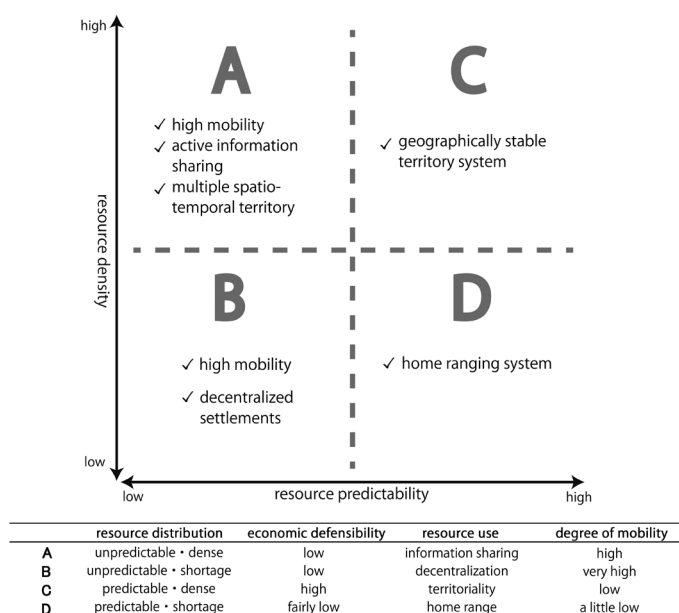 high
A
✓ high mobility
✓ active information
sharing
✓ multiple spatio-
temporal territory
C
✓ geographically stable
territory system
resource density
B
✓ high mobility
✓ decentralized
settlements
D
✓ home ranging system
low
low
resource predictability
high
resource distribution economic defensibility resource use degree of mobility
A unpredictable・dense low information sharing high
B unpredictable・shortage low decentralization very high
C predictable・dense high territoriality low
D predictable・shortage fairly low home range a little low